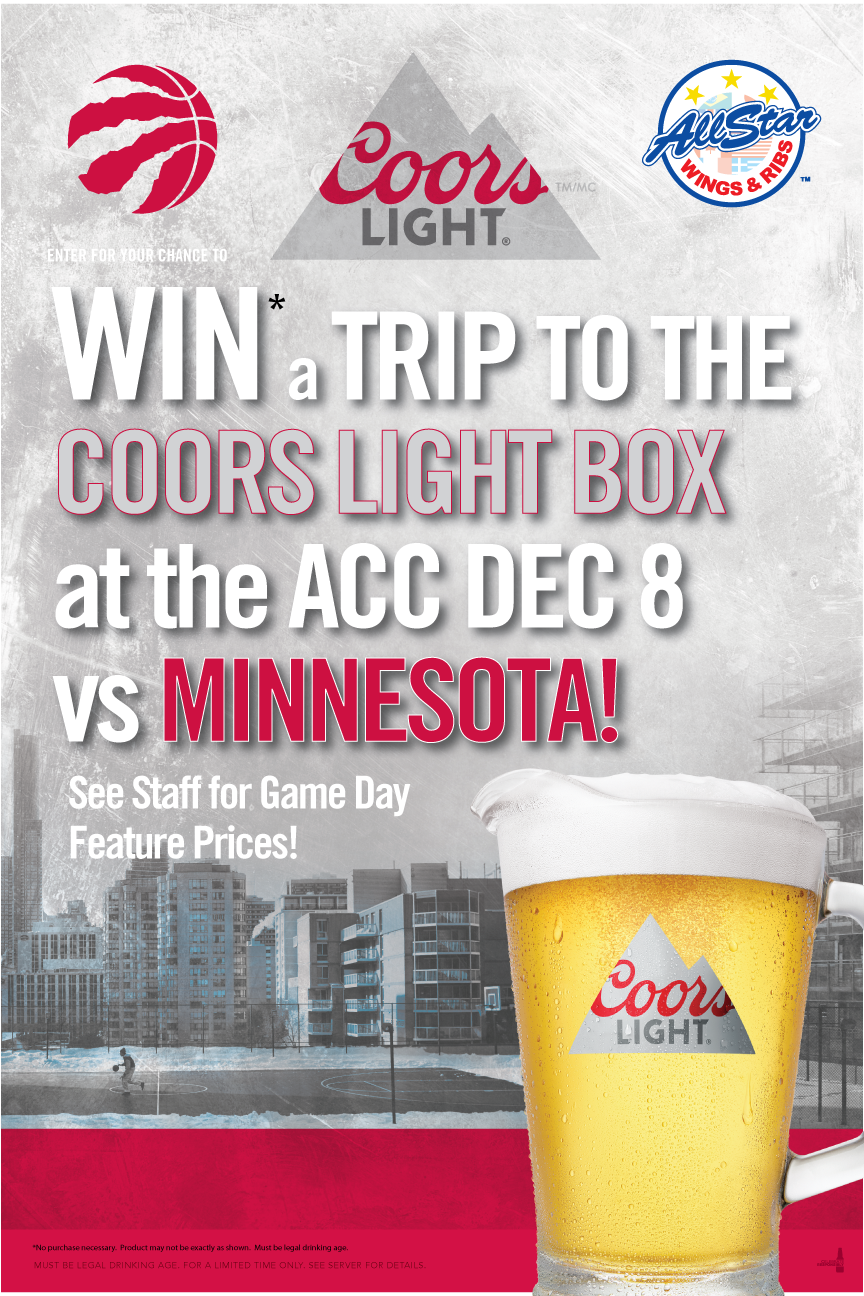 Coors TM/MC
LIGHT.®
AllStar
WINGS & RIBS ™
ENTER FOR YOUR CHANCE TO
WIN* a TRIP TO THE
COORS LIGHT BOX
at the ACC DEC 8
vs MINNESOTA!
See Staff for Game Day
Feature Prices!
Coors
LIGHT.®
*No purchase necessary. Product may not be exactly as shown. Must be legal drinking age.
MUST BE LEGAL DRINKING AGE. FOR A LIMITED TIME ONLY. SEE SERVER FOR DETAILS.